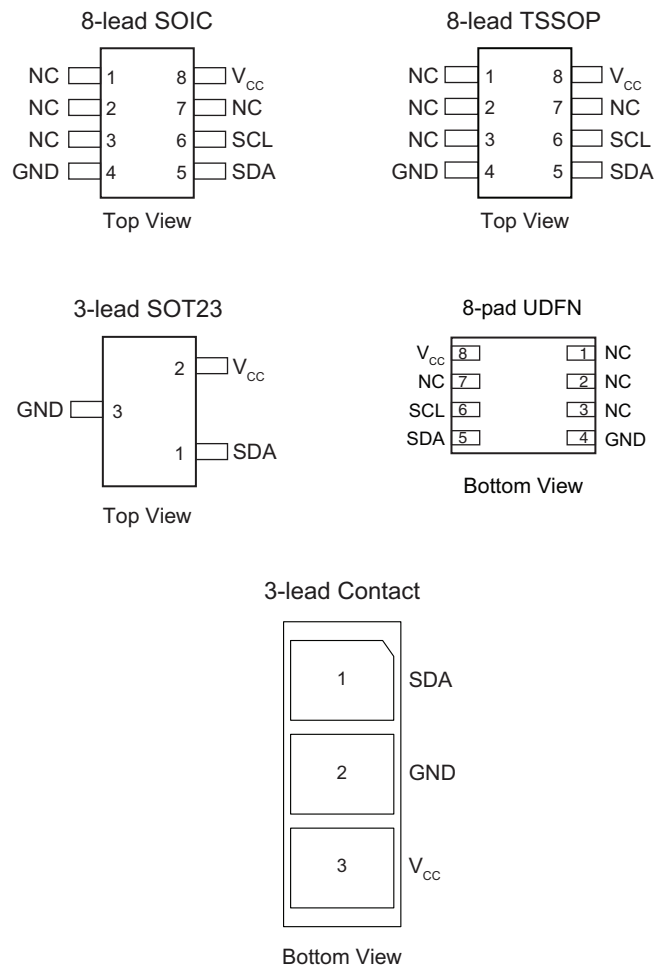 8-lead SOIC
NC 1 8 VCC
NC 2 7 NC
NC 3 6 SCL
GND 4 5 SDA
Top View
8-lead TSSOP
NC 1 8 VCC
NC 2 7 NC
NC 3 6 SCL
GND 4 5 SDA
Top View
3-lead SOT23
2 VCC
GND 3
1 SDA
Top View
8-pad UDFN
VCC 8 1 NC
NC 7 2 NC
SCL 6 3 NC
SDA 5 4 GND
Bottom View
3-lead Contact
1 SDA
2 GND
3 VCC
Bottom View